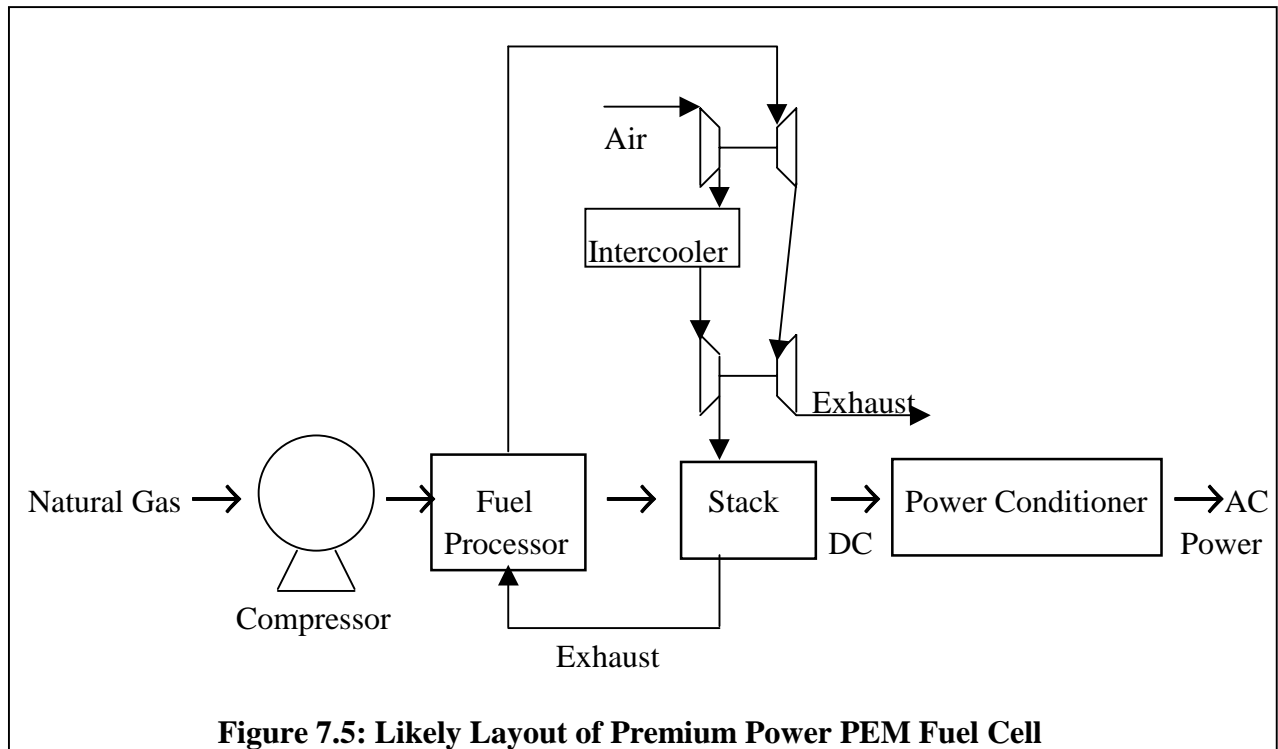 Air
Intercooler
Exhaust
Natural Gas
Compressor
Fuel
Processor
Stack
DC
Power Conditioner
AC
Power
Exhaust
Figure 7.5: Likely Layout of Premium Power PEM Fuel Cell